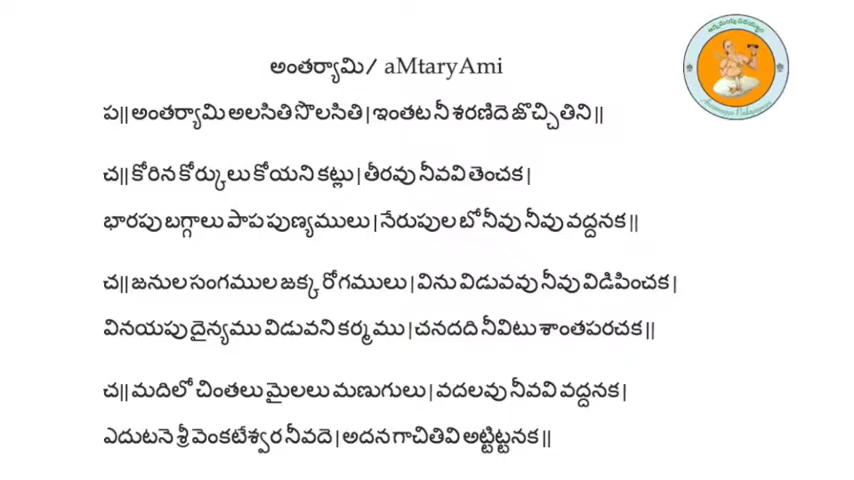 అంతర్యామి/ aMtaryAmi
ప॥ అంతర్యామి అలసితి సొలసితి | ఇంతట నీ శరణిదె జొచ్చితిని ॥
చ॥ కోరిన కోర్కులు కోయని కట్లు | తీరవు నీవవి తెంచక |
భారపు బగ్గాలు పాప పుణ్యములు | నేరుపుల బోనీవు నీవు వద్దనక ॥
చ॥ జనుల సంగముల జక్క రోగములు | విను విడువవు నీవు విడిపించక |
వినయపు దైన్యము విడువని కర్మము | చనదది నీవిటు శాంతపరచక ॥
చ॥ మదిలో చింతలు మైలలు మణుగులు | వదలవు నీవవి వద్దనక |
ఎదుటనె శ్రీ వెంకటేశ్వర నీవదె | అదన గాచితివి అట్టిట్టనక ॥